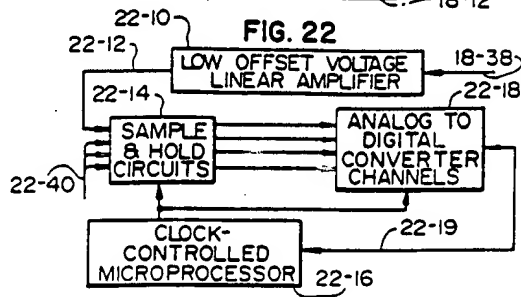 18-12
22-10
FIG. 22
22-12
LOW OFFSET VOLTAGE
LINEAR AMPLIFIER
18-38
22-14
22-18
SAMPLE
& HOLD
CIRCUITS
ANALOG TO
DIGITAL
CONVERTER
CHANNELS
22-40
22-19
CLOCK-
CONTROLLED
MICROPROCESSOR
22-16